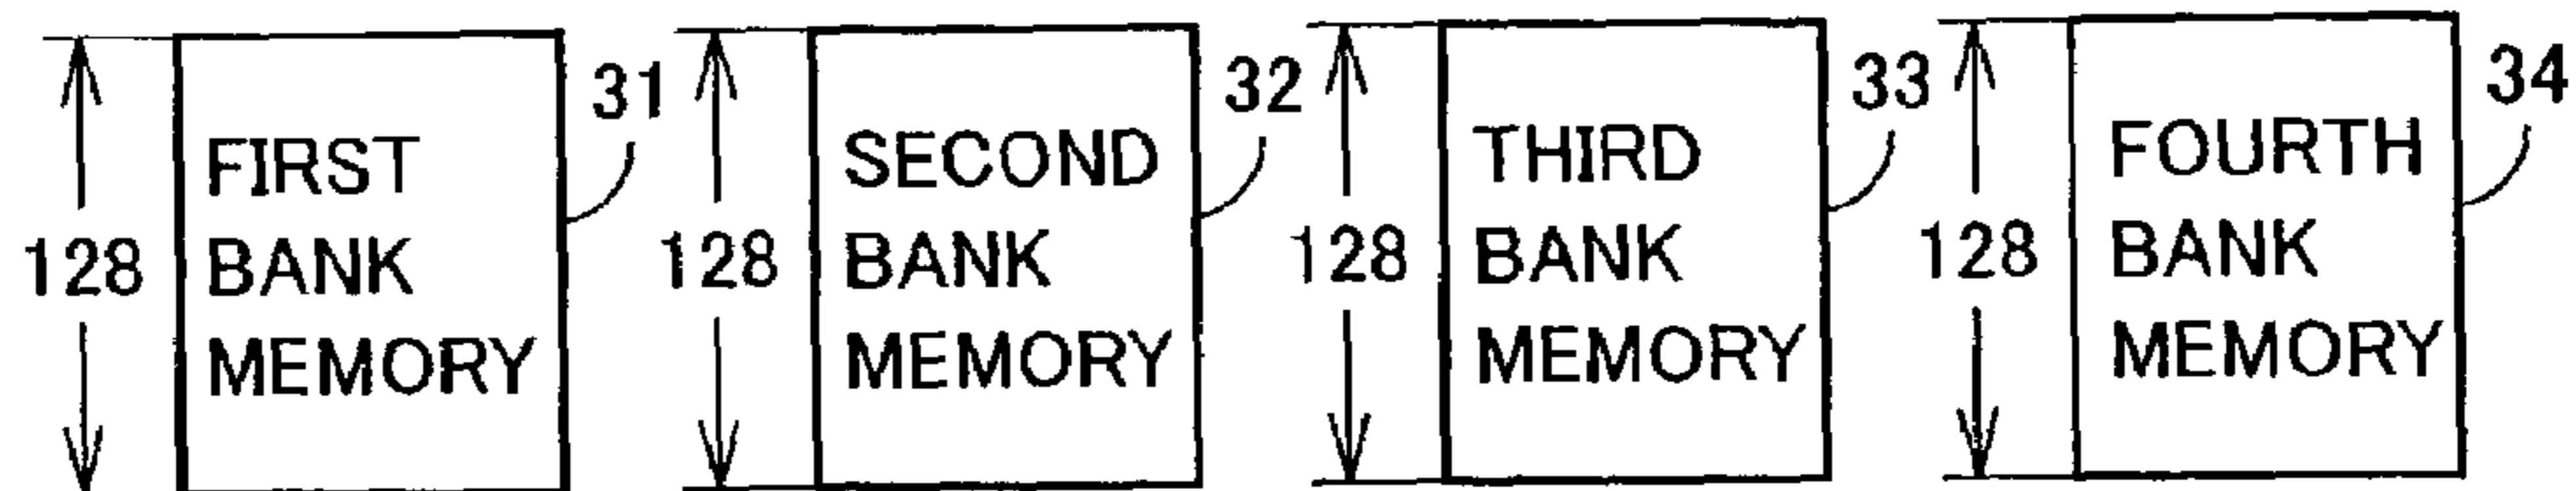 31
32
33
34
FIRST
BANK
MEMORY
SECOND
BANK
MEMORY
THIRD
BANK
MEMORY
FOURTH
BANK
MEMORY
128
128
128
128